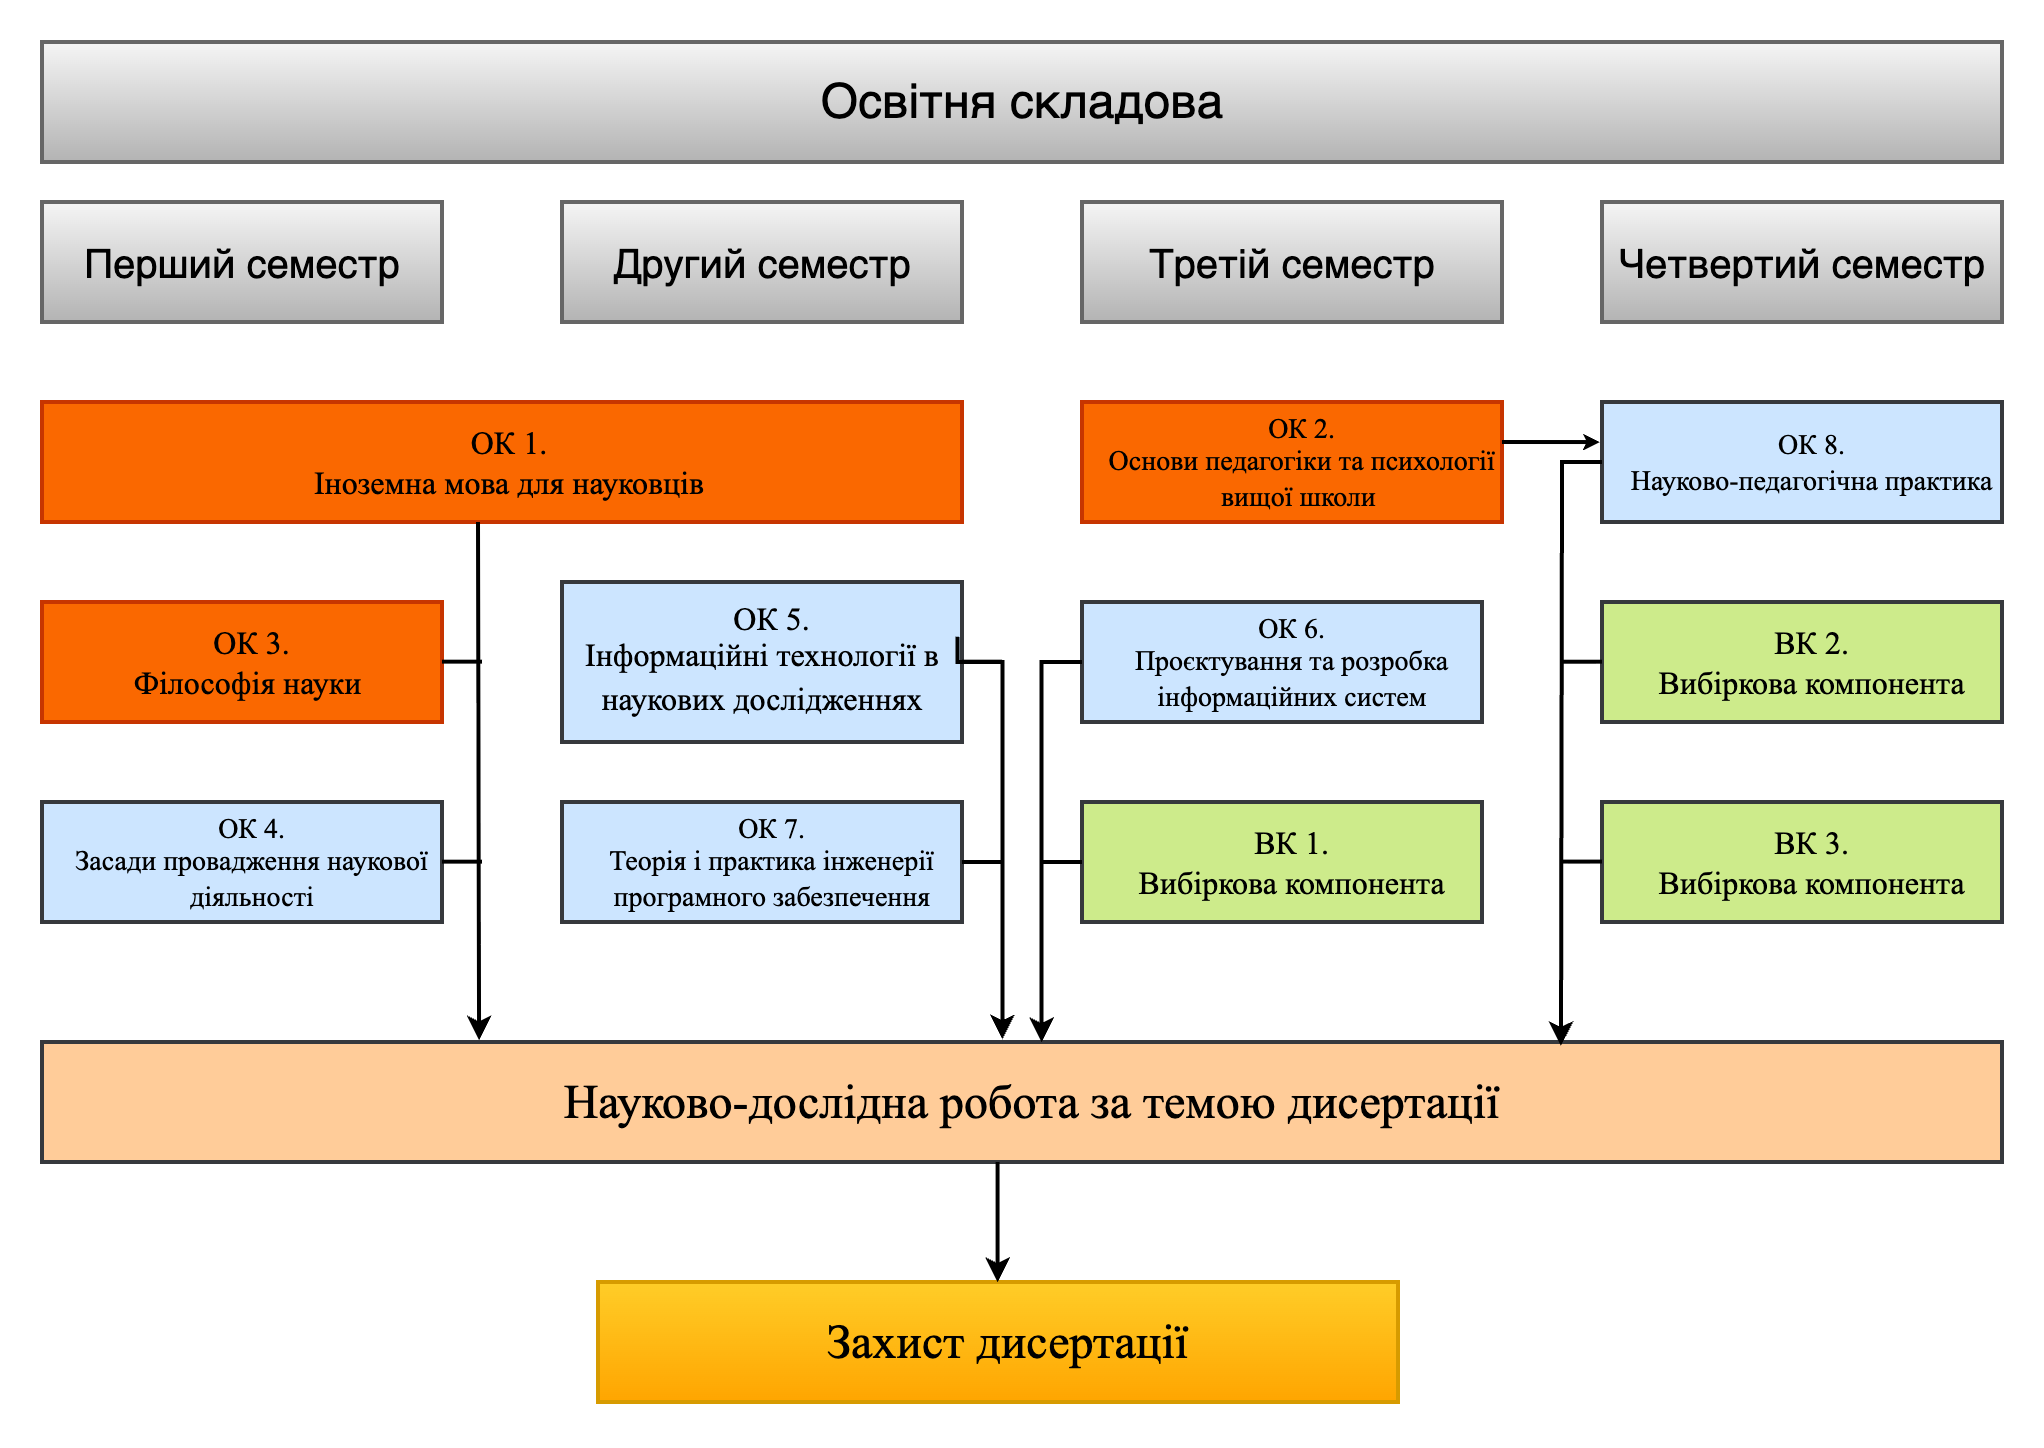 Освітня складова
Перший семестр
Другий семестр
Третій семестр
Четвертий семестр
ОК 1.
Іноземна мова для науковців
ОК 2.
Основи педагогіки та психології
вищої школи
ОК 8.
Науково-педагогічна практика
ОК 3.
Філософія науки
ОК 5.
Інформаційні технології в
наукових дослідженнях
ОК 6.
Проєктування та розробка
інформаційних систем
ВК 2.
Вибіркова компонента
ОК 4.
Засади провадження наукової
діяльності
ОК 7.
Теорія і практика інженерії
програмного забезпечення
ВК 1.
Вибіркова компонента
ВК 3.
Вибіркова компонента
Науково-дослідна робота за темою дисертації
Захист дисертації